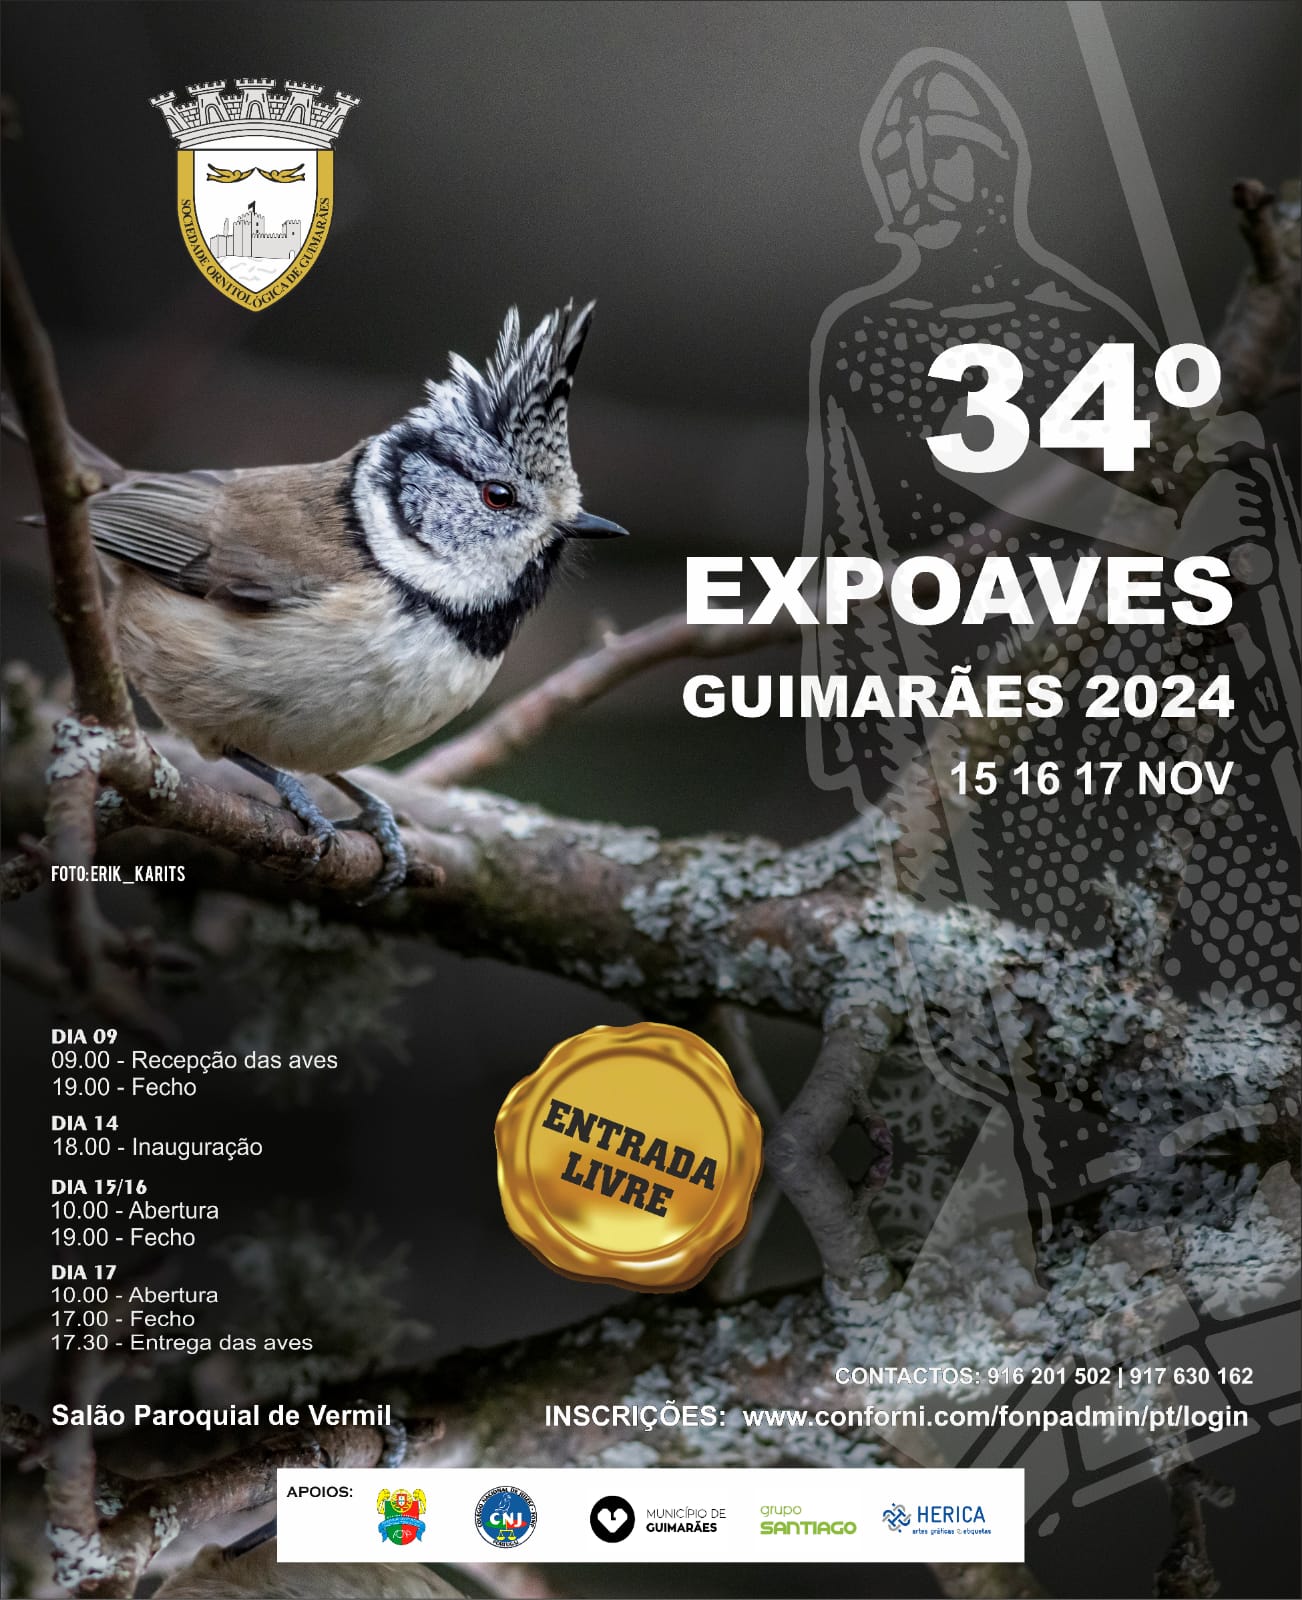 SOCIEDADE ORNITOLÓGICA DE GUIMARÃES
34º
EXPOAVES
GUIMARÃES 2024
15 16 17 NOV
FOTO:ERIK_KARITS
DIA 09
09.00 - Recepção das aves
19.00 - Fecho
DIA 14
18.00 - Inauguração
DIA 15/16
10.00 - Abertura
19.00 - Fecho
DIA 17
10.00 - Abertura
17.00 - Fecho
17.30 - Entrega das aves
ENTRADA
LIVRE
CONTACTOS: 916 201 502 | 917 630 162
Salão Paroquial de Vermil
INSCRIÇÕES: www.conforni.com/fonpadmin/pt/login
APOIOS:
CNJ
PORTUGAL
MUNICÍPIO DE
GUIMARÃES
grupo
SANTIAGO
HERICA
artes gráficas e etiquetas